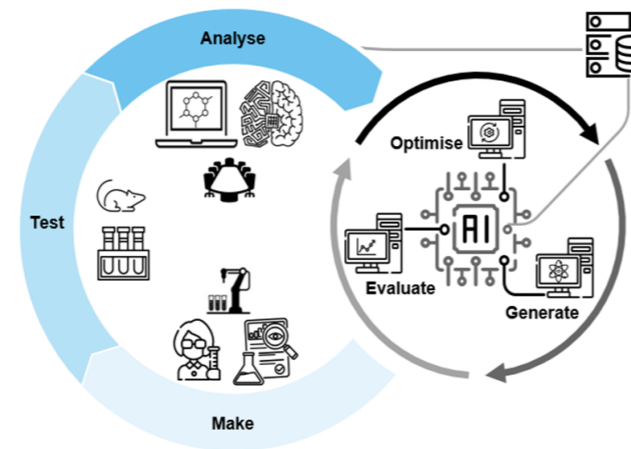 Analyse
Optimise
Test
AI
Evaluate
Generate
Make